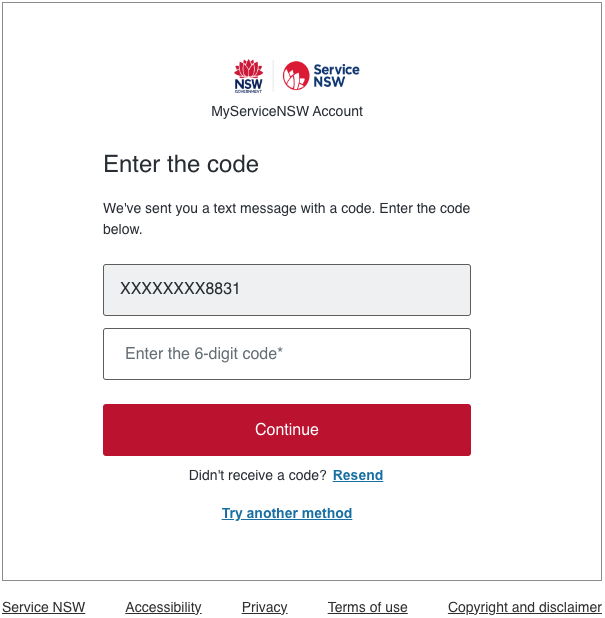 NSW
GOVERNMENT
Service
NSW
MyServiceNSW Account
Enter the code
We've sent you a text message with a code. Enter the code
below.
XXXXXXXX8831
Enter the 6-digit code*
Continue
Didn't receive a code? Resend
Try another method
Service NSW Accessibility Privacy Terms of use Copyright and disclaimer